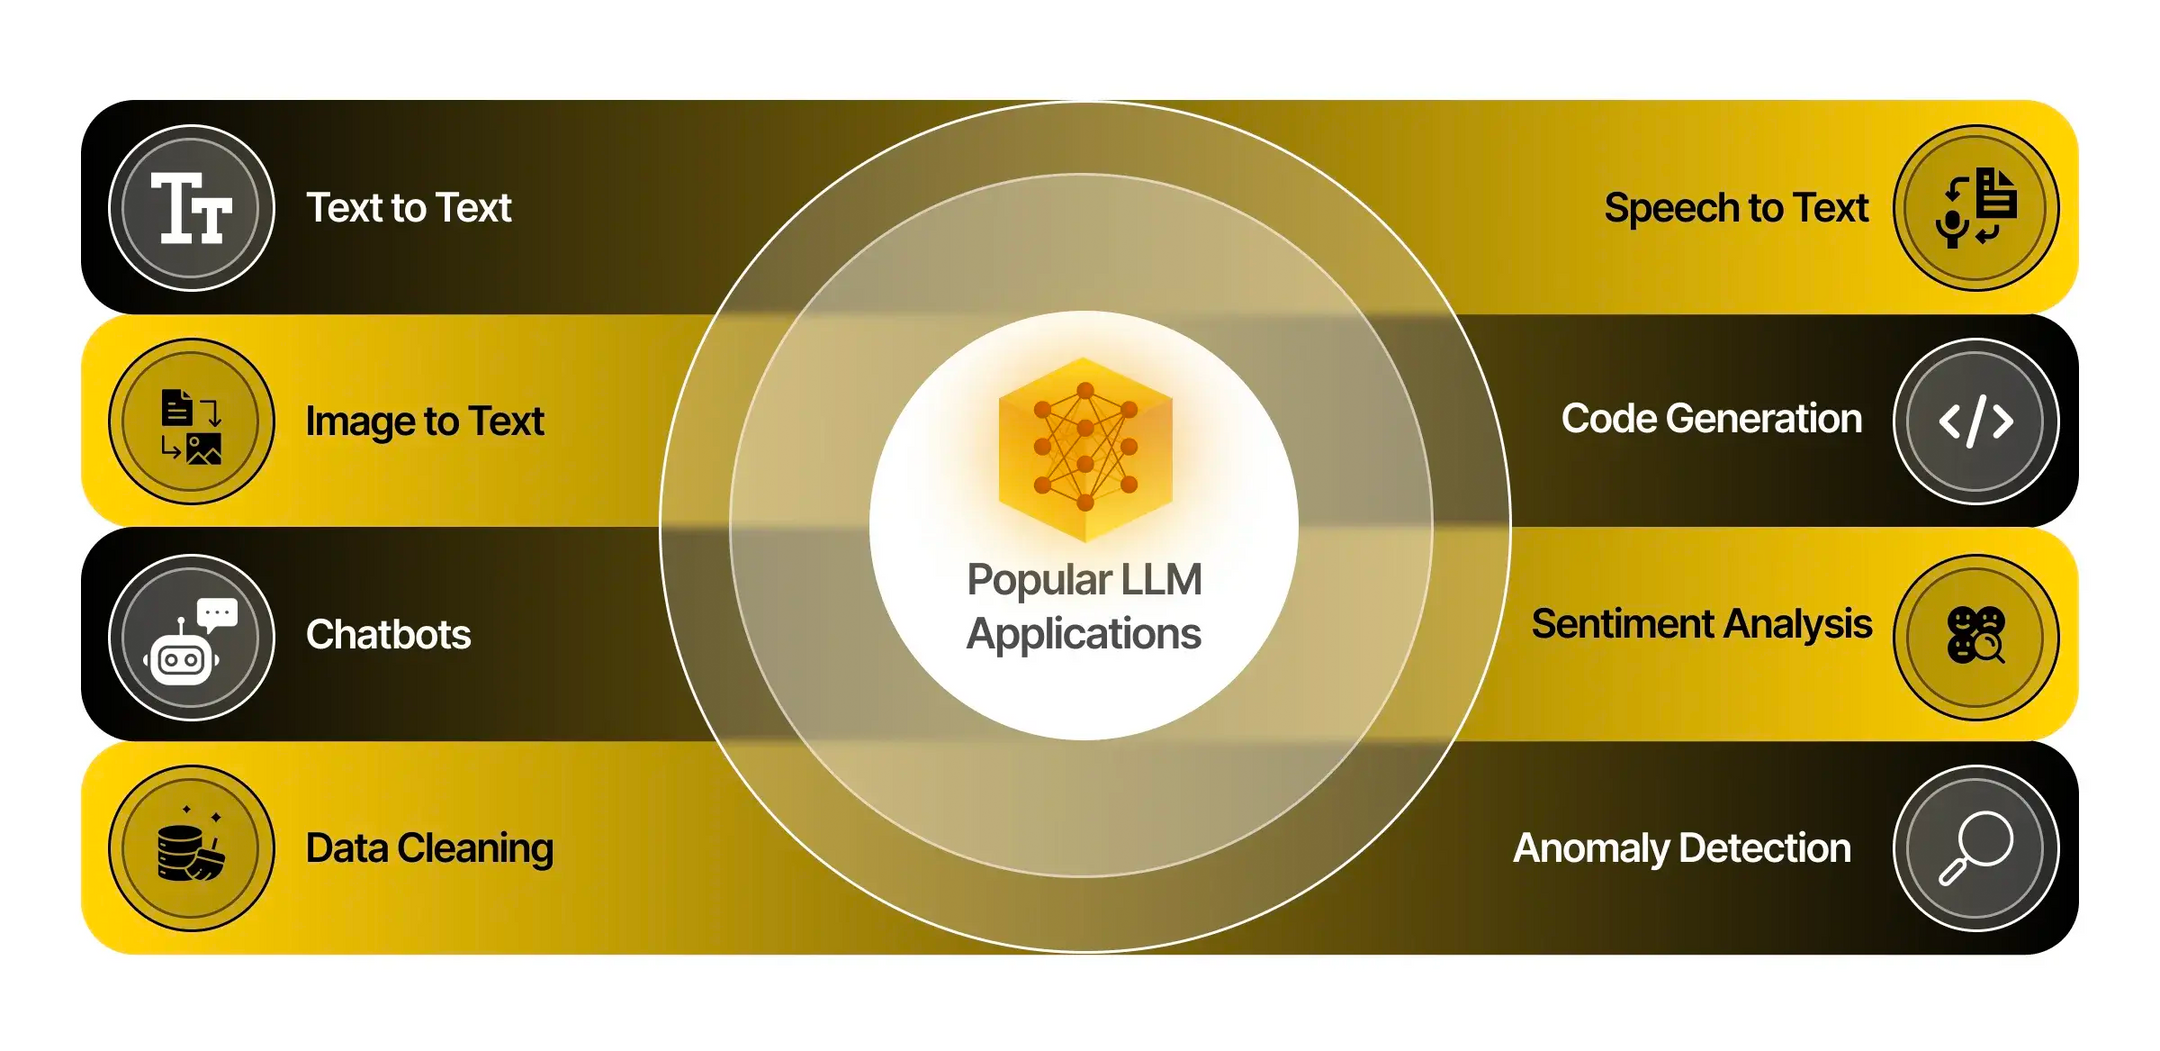 Text to Text
Speech to Text
Image to Text
Code Generation
Popular LLM
Applications
Chatbots
Sentiment Analysis
Data Cleaning
Anomaly Detection